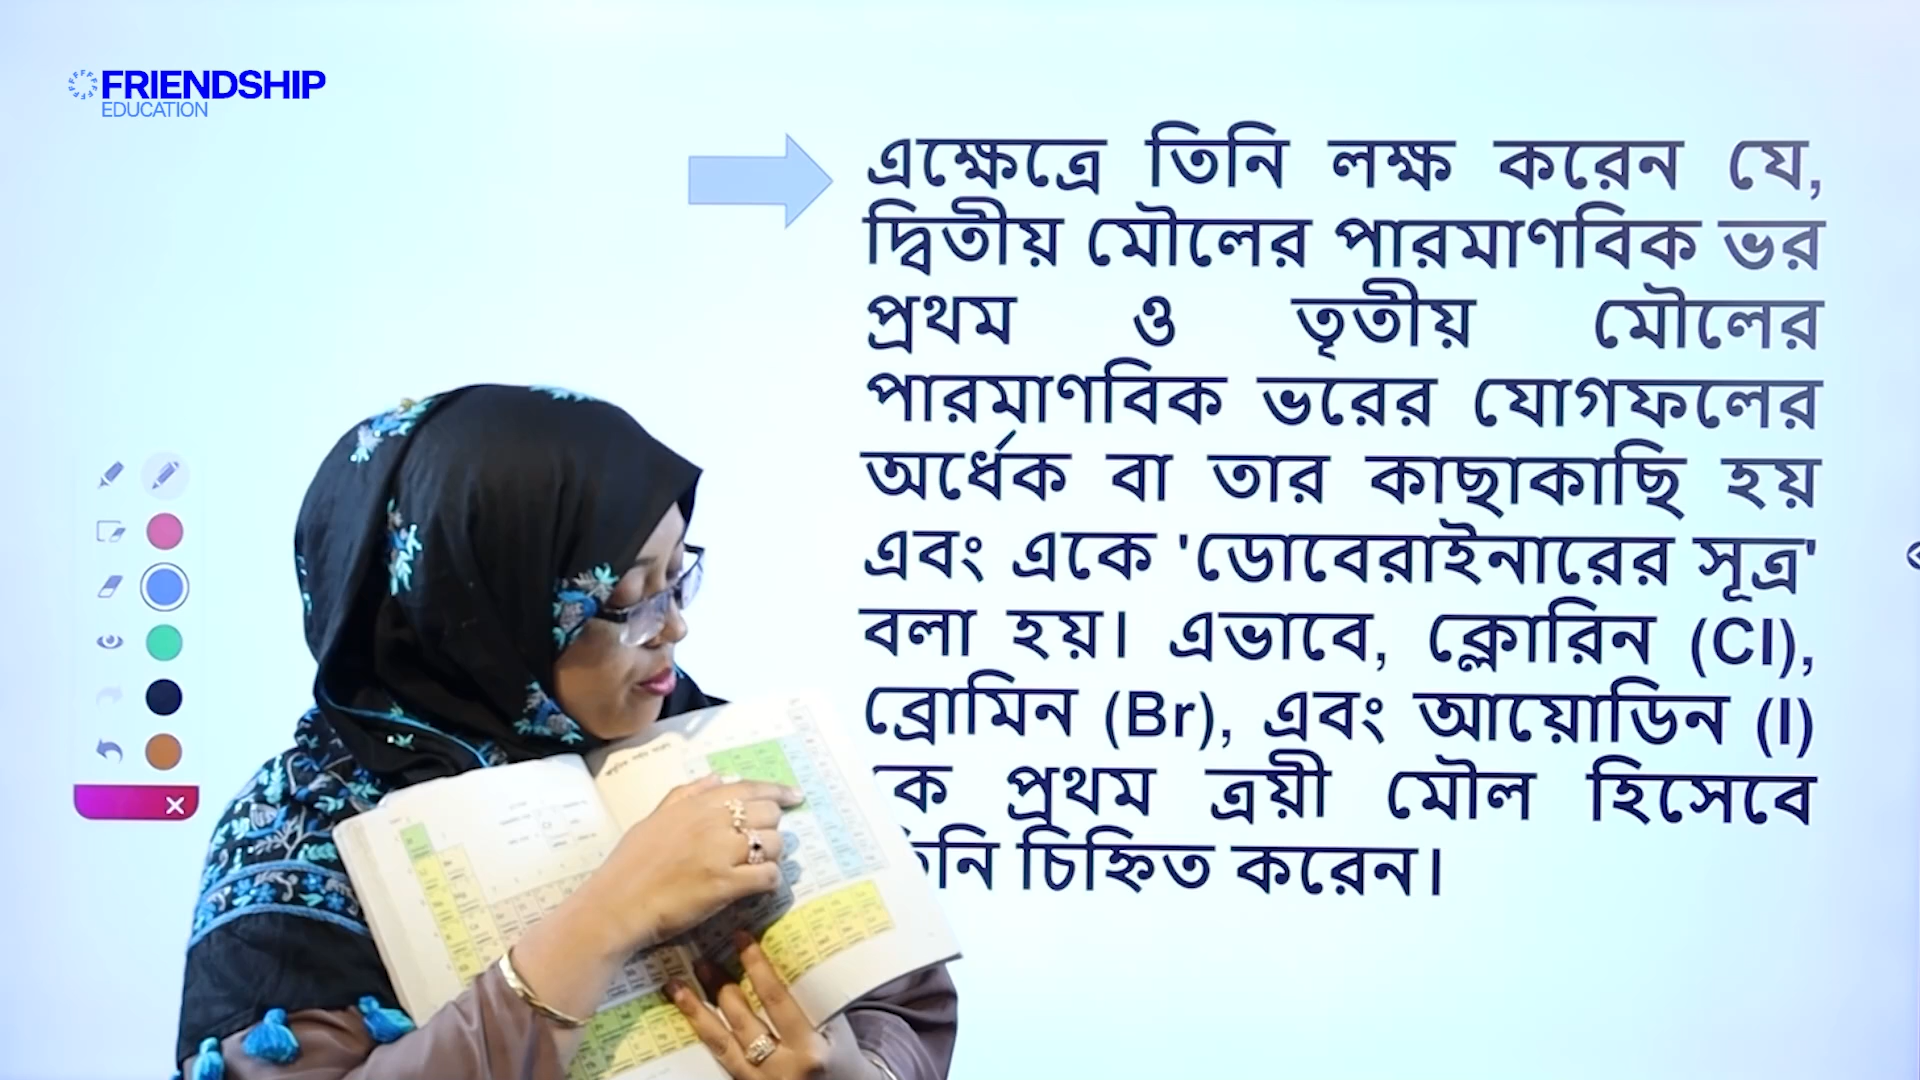 FRIENDSHIP
EDUCATION
এক্ষেত্রে তিনি লক্ষ করেন যে,
দ্বিতীয় মৌলের পারমাণবিক ভর
প্রথম ও তৃতীয় মৌলের
পারমাণবিক ভরের যোগফলের
অর্ধেক বা তার কাছাকাছি হয়
এবং একে 'ডোবেরাইনারের সূত্র'
বলা হয়। এভাবে, ক্লোরিন (Cl),
ব্রোমিন (Br), এবং আয়োডিন (I)
কে প্রথম ত্রয়ী মৌল হিসেবে
তিনি চিহ্নিত করেন।